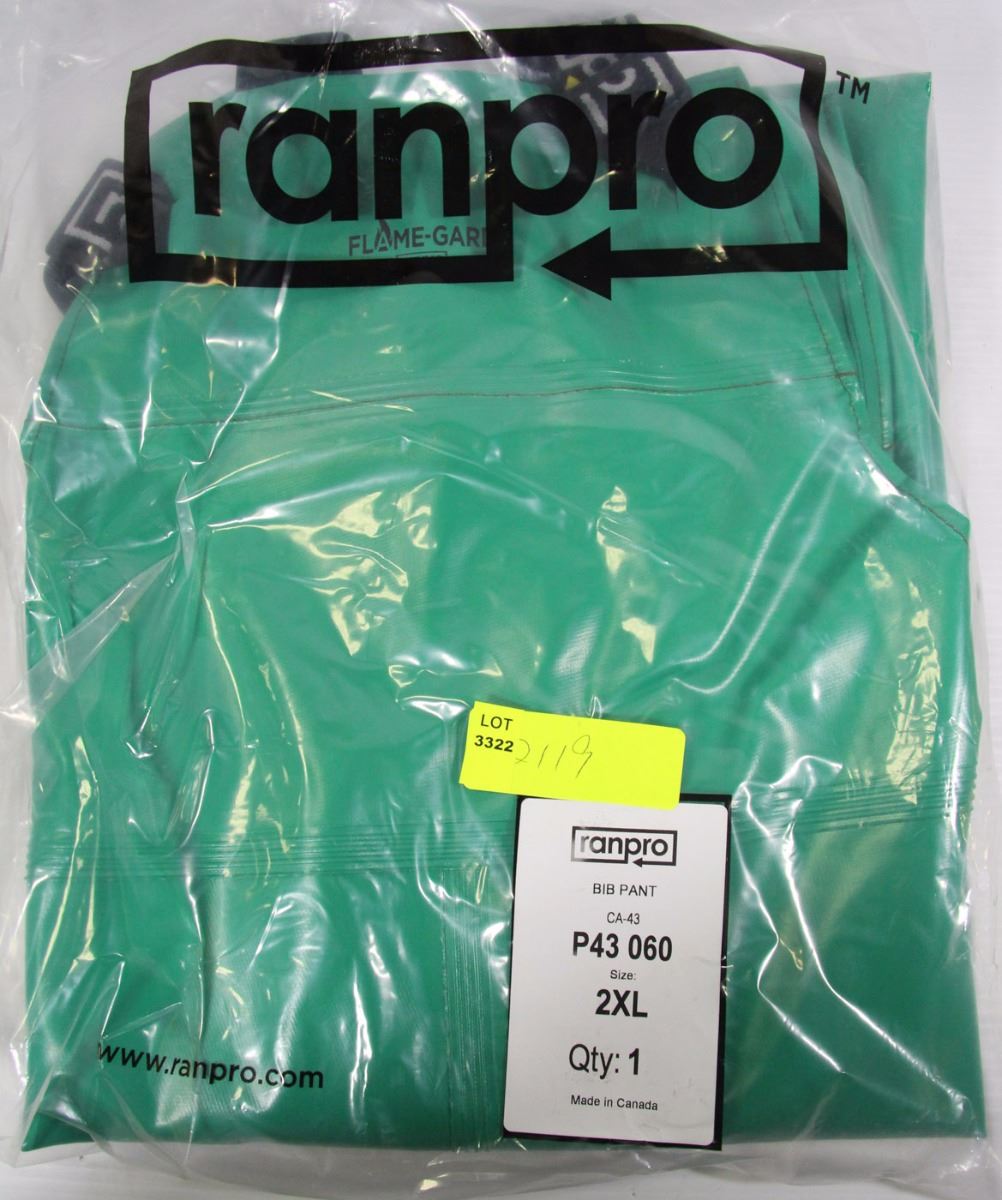 ranpro™
FLAME-GAR
LOT
3322 2119
ranpro
BIB PANT
CA-43
P43 060
Size:
2XL
Qty: 1
Made in Canada
www.ranpro.com